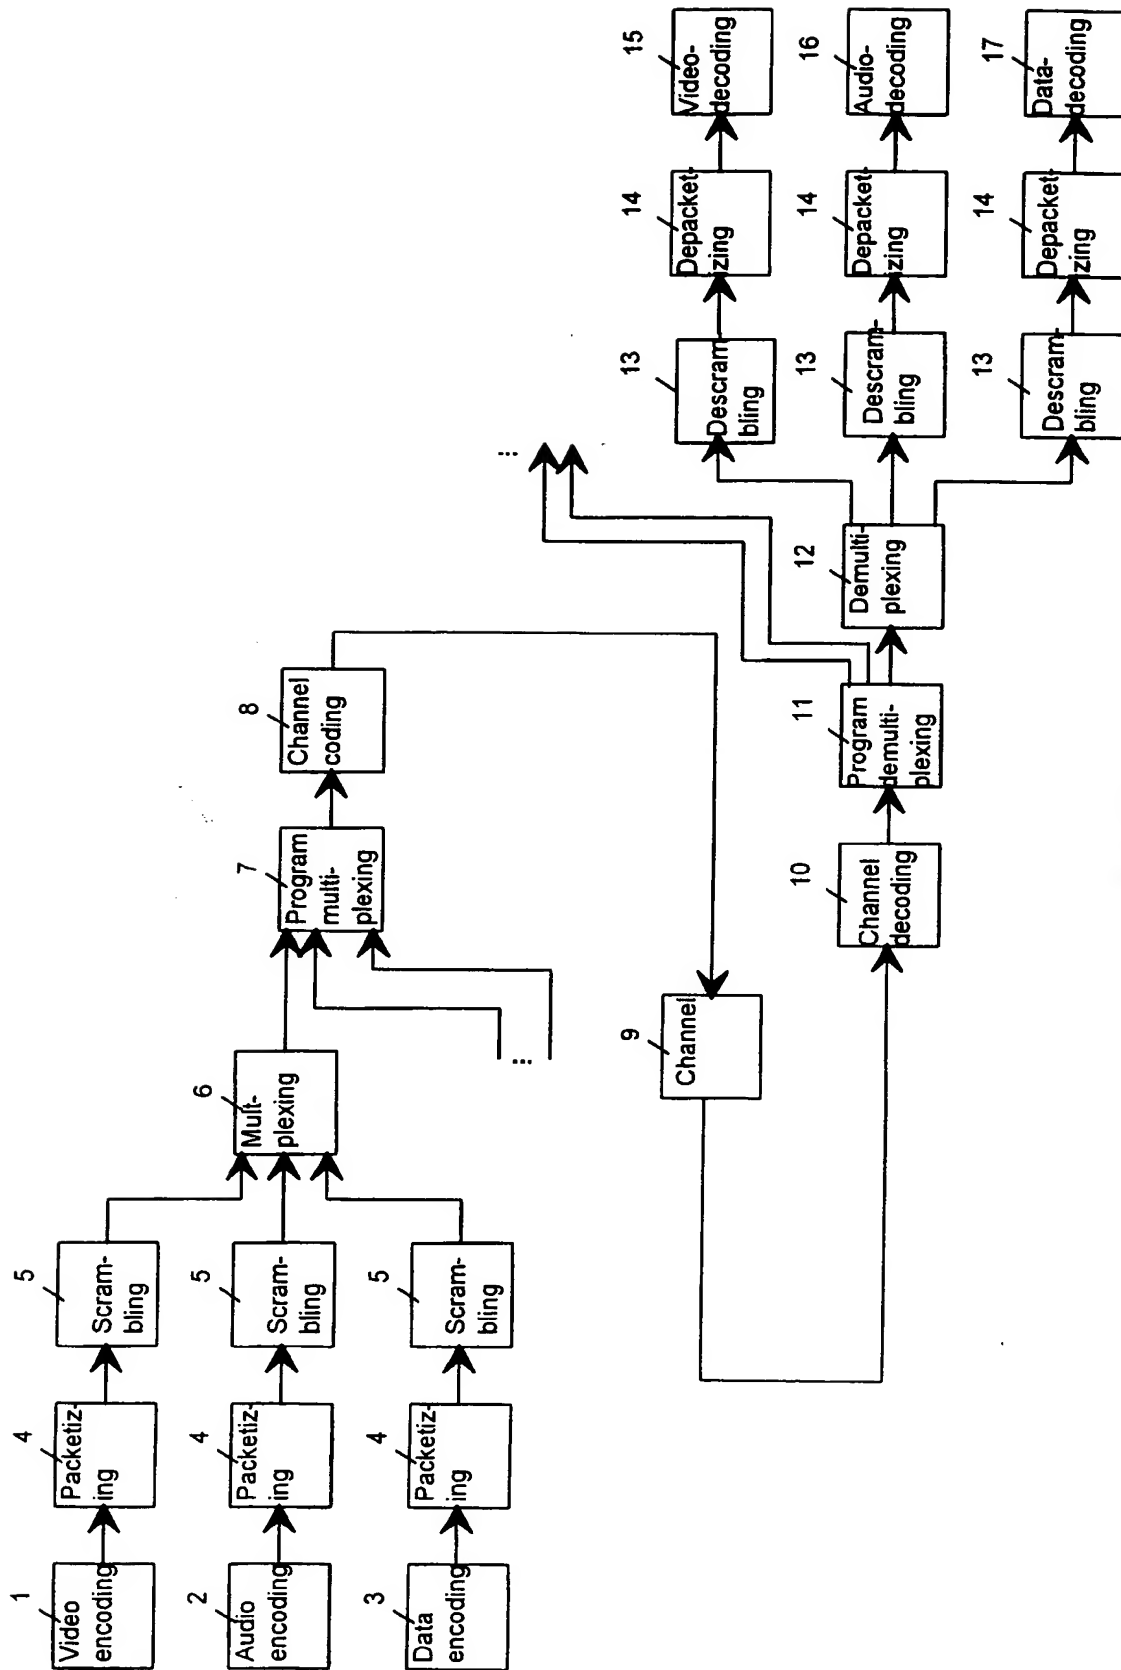 1
Video
encoding
4
Packetiz-
ing
5
Scram-
bling
2
Audio
encoding
4
Packetiz-
ing
5
Scram-
bling
3
Data
encoding
4
Packetiz-
ing
5
Scram-
bling
6
Mult-
plexing
7
Program
multi-
plexing
...
8
Channel
coding
9
Channel
10
Channel
decoding
11
Program
demulti-
plexing
...
12
Demulti-
plexing
13
Descram
bling
14
Depacket-
izing
15
Video-
decoding
13
Descram-
bling
14
Depacket-
izing
16
Audio-
decoding
13
Descram-
bling
14
Depacket-
izing
17
Data-
decoding